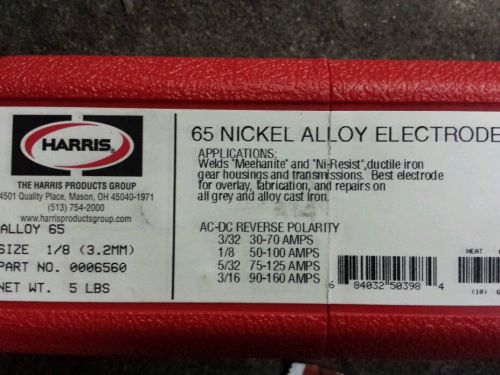 HARRIS
THE HARRIS PRODUCTS GROUP
4501 Quality Place, Mason, OH 45040-1971
(513) 754-2000
www.harrisproductsgroup.com
ALLOY 65
SIZE 1/8 (3.2MM)
PART NO. 0006560
NET WT. 5 LBS
65 NICKEL ALLOY ELECTRODE
APPLICATIONS:
Welds "Meehanite" and "Ni-Resist", ductile iron
gear housings and transmissions. Best electrode
for overlay, fabrication, and repairs on
all grey and alloy cast iron.
AC-DC REVERSE POLARITY
3/32 30-70 AMPS
1/8 50-100 AMPS
5/32 75-125 AMPS
3/16 90-160 AMPS
6 84032 50398 4
HEAT
(10)